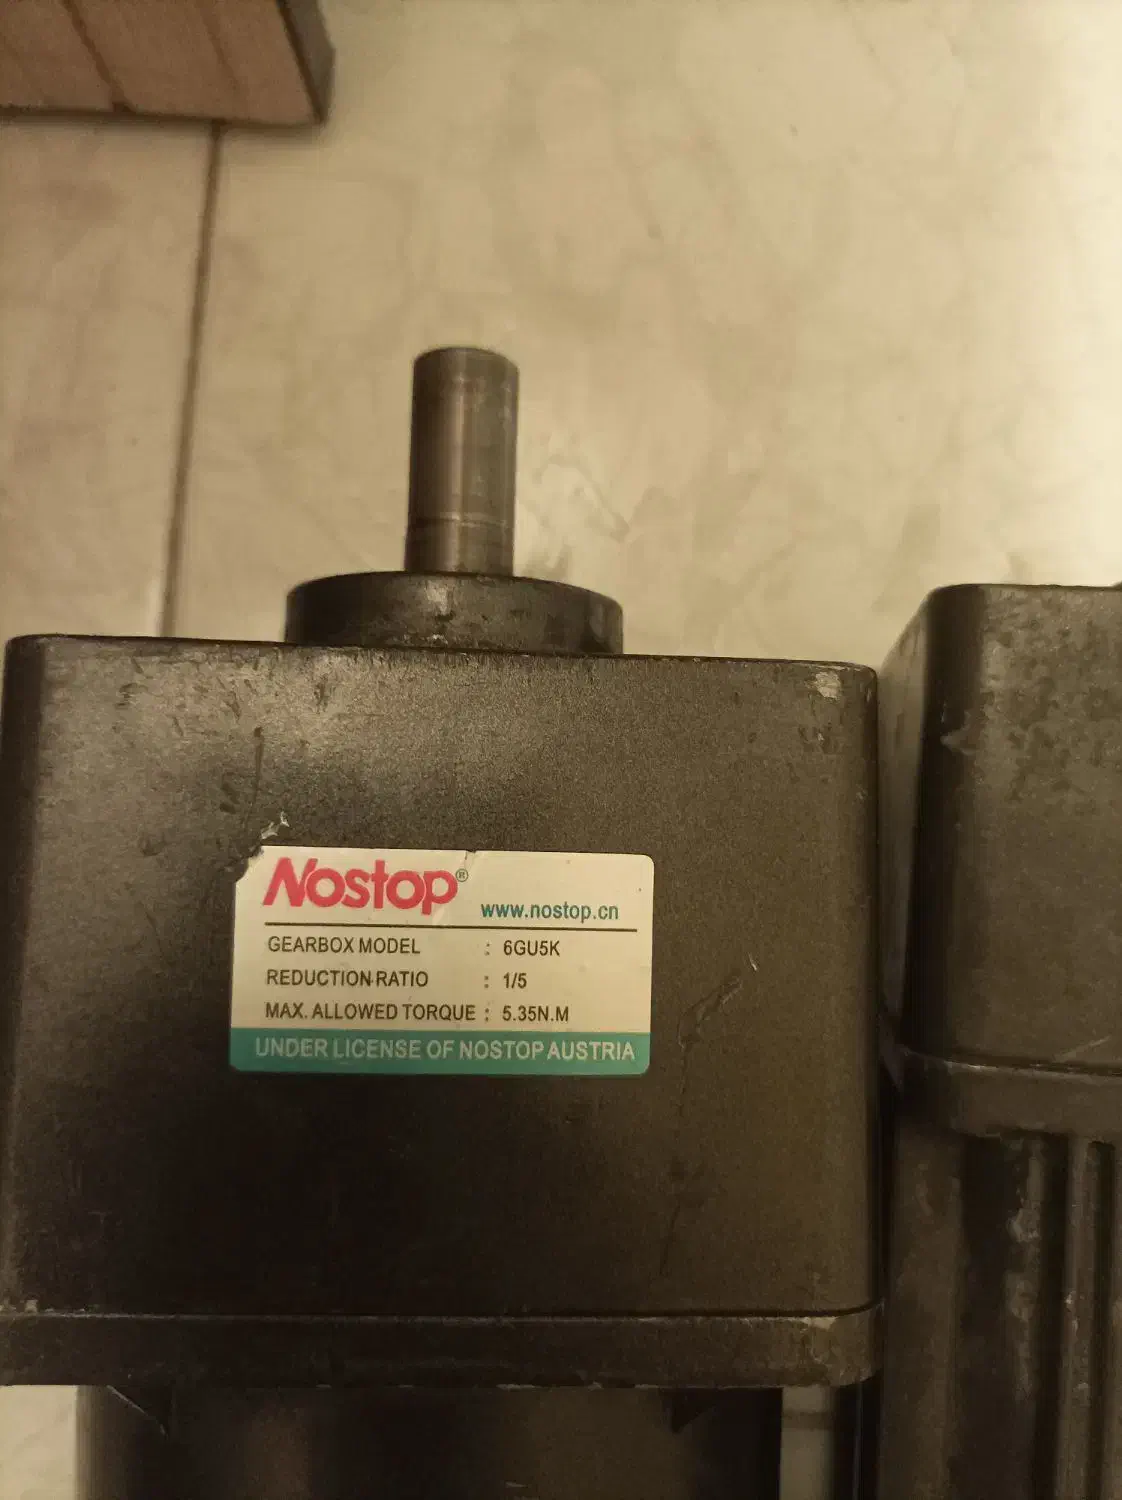 Nostop®
www.nostop.cn
GEARBOX MODEL : 6GU5K
REDUCTION RATIO : 1/5
MAX. ALLOWED TORQUE : 5.35N.M
UNDER LICENSE OF NOSTOP AUSTRIA